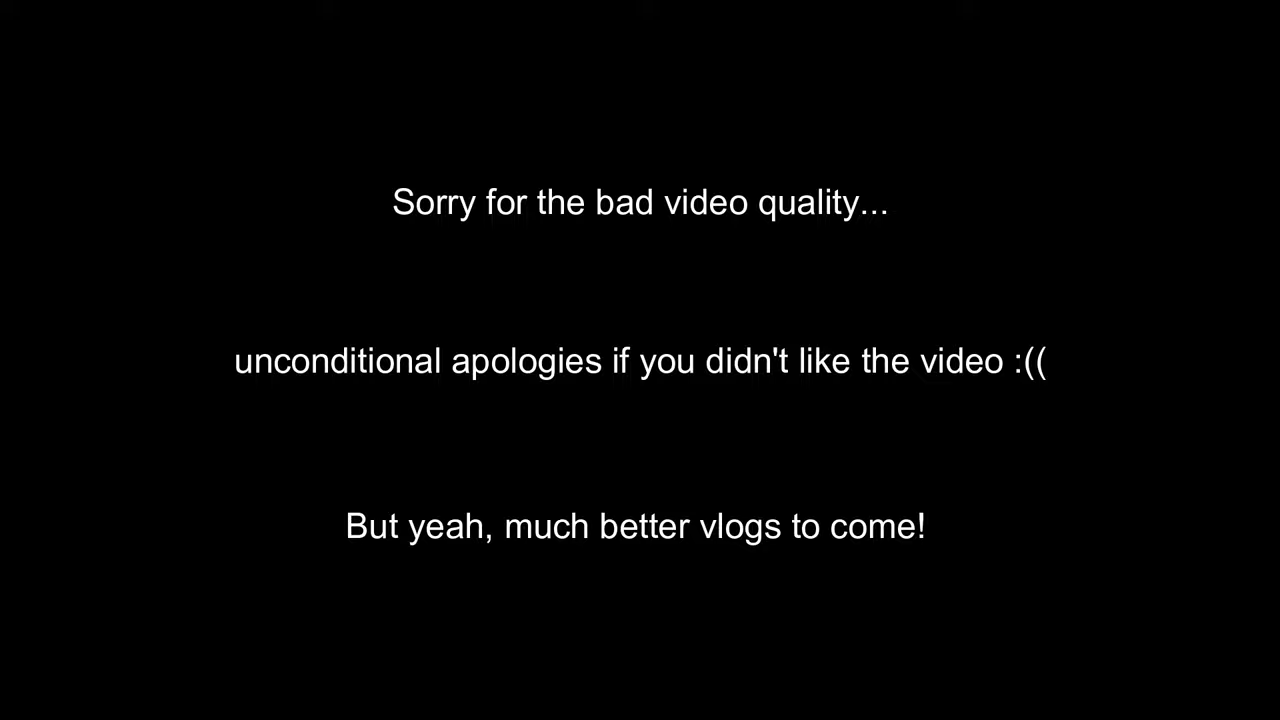 Sorry for the bad video quality...
unconditional apologies if you didn't like the video :((
But yeah, much better vlogs to come!